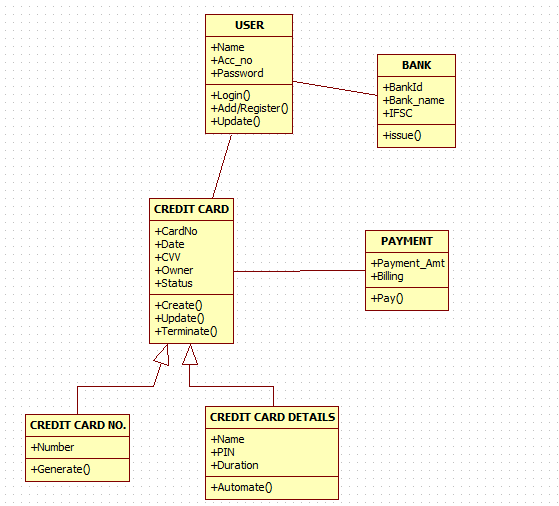 USER
+Name
+Acc_no
+Password
+Login()
+Add/Register()
+Update()
BANK
+BankId
+Bank_name
+IFSC
+issue()
CREDIT CARD
+CardNo
+Date
+CVV
+Owner
+Status
+Create()
+Update()
+Terminate()
PAYMENT
+Payment_Amt
+Billing
+Pay()
CREDIT CARD NO.
+Number
+Generate()
CREDIT CARD DETAILS
+Name
+PIN
+Duration
+Automate()